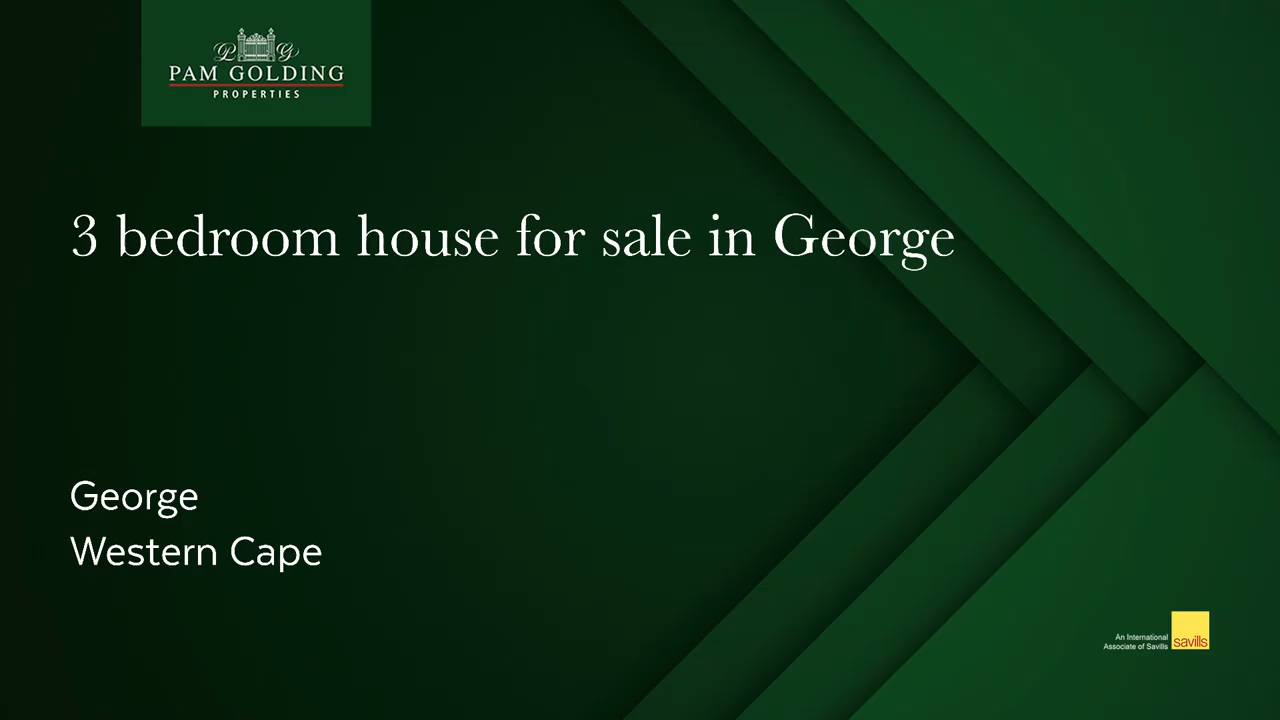 P G
PAM GOLDING
PROPERTIES
3 bedroom house for sale in George
George
Western Cape
An International
Associate of Savills
savills